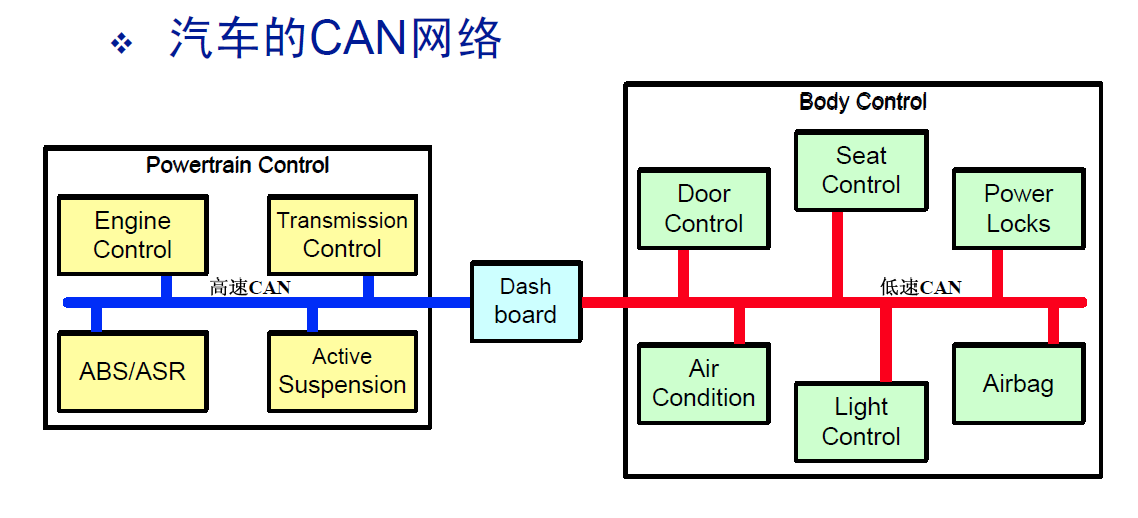 ❖ 汽车的CAN网络
Powertrain Control
Engine
Control
Transmission
Control
高速CAN
ABS/ASR
Active
Suspension
Dash
board
Body Control
Door
Control
Seat
Control
Power
Locks
低速CAN
Air
Condition
Light
Control
Airbag